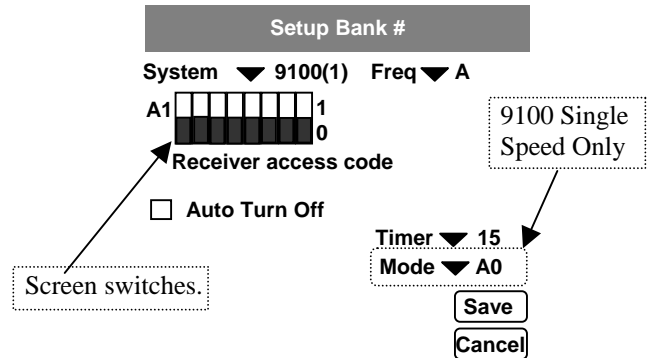 Setup Bank #
System 9100(1) Freq A
A1 1
0
Receiver access code
9100 Single
Speed Only
Auto Turn Off
Timer 15
Mode A0
Screen switches.
Save
Cancel